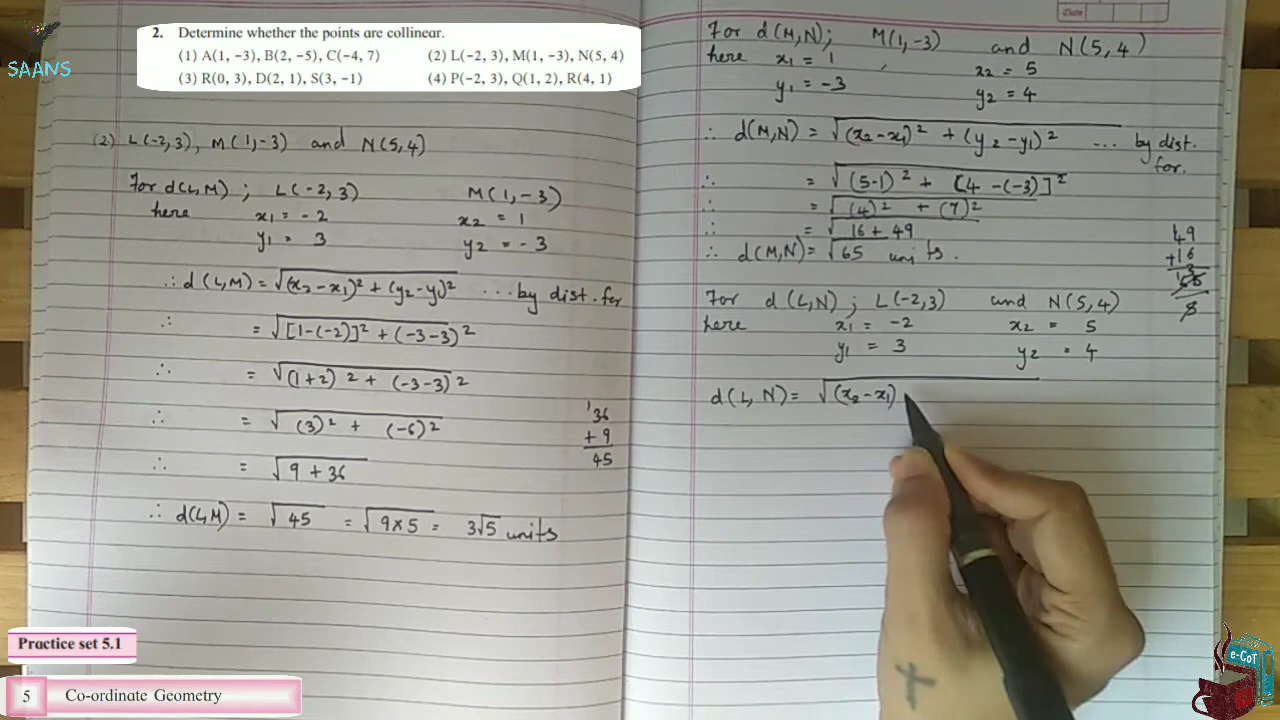 SAANS
2. Determine whether the points are collinear.
(1) A(1, −3), B(2, −5), C(−4, 7) (2) L(−2, 3), M(1, −3), N(5, 4)
(3) R(0, 3), D(2, 1), S(3, −1) (4) P(−2, 3), Q(1, 2), R(4, 1)
(2) L(-2,3), M(1,-3) and N(5,4)
For d(L,M) ; L(-2,3) M(1,-3)
here x1 = -2 x2 = 1
y1 = 3 y2 = -3
∴ d(L,M) = √(x2-x1)² + (y2-y1)² ... by dist. for
∴ = √[1-(-2)]² + (-3-3)²
∴ = √(1+2)² + (-3-3)²
∴ = √(3)² + (-6)²
∴ = √9 + 36
∴ d(L,M) = √45 = √9×5 = 3√5 units
1
36
+ 9
45
Practice set 5.1
5 Co-ordinate Geometry
Date
For d(M,N); M(1,-3) and N(5,4)
here x1 = 1 , x2 = 5
y1 = -3 y2 = 4
∴ d(M,N) = √(x2-x1)² + (y2-y1)² ... by dist.
for.
∴ = √(5-1)² + [4-(-3)]²
∴ = √(4)² + (7)²
∴ = √16 + 49
∴ d(M,N) = √65 units.
49
+16
For d(L,N) ; L(-2,3) and N(5,4)
here x1 = -2 x2 = 5
y1 = 3 y2 = 4
d(L,N) = √(x2-x1)
e-CoT